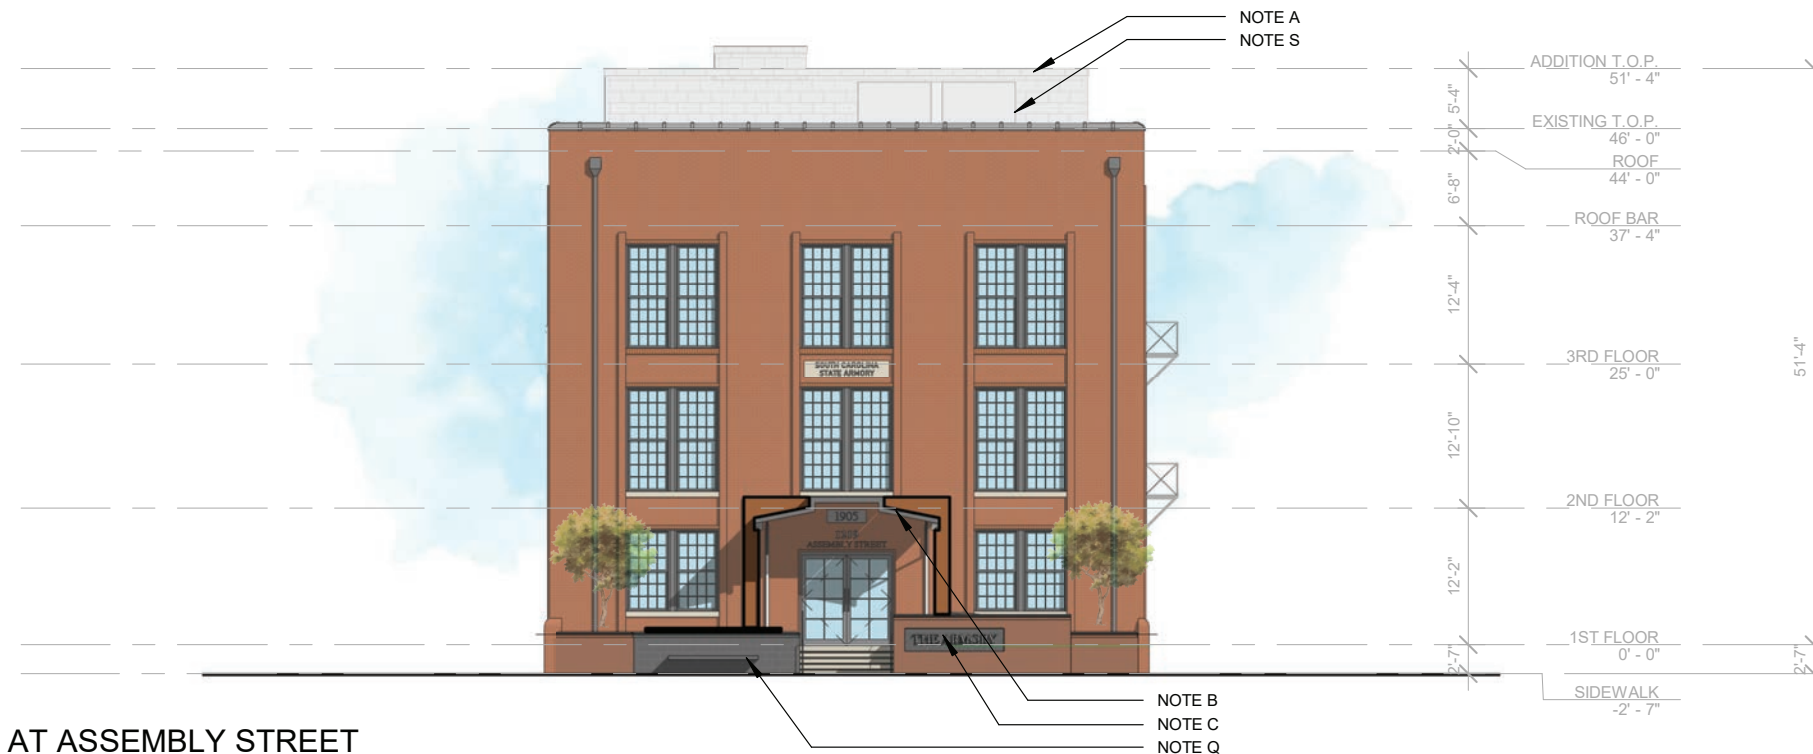 NOTE A
NOTE S
ADDITION T.O.P.
51' - 4"
5'-4"
EXISTING T.O.P.
46' - 0"
2'-0"
ROOF
44' - 0"
6'-8"
ROOF BAR
37' - 4"
12'-4"
3RD FLOOR
25' - 0"
51'-4"
SOUTH CAROLINA
STATE ARMORY
12'-10"
2ND FLOOR
12' - 2"
1905
ASSEMBLY STREET
12'-2"
1ST FLOOR
0' - 0"
THE ARMORY
2'-7"
2'-7"
SIDEWALK
-2' - 7"
NOTE B
NOTE C
NOTE Q
AT ASSEMBLY STREET